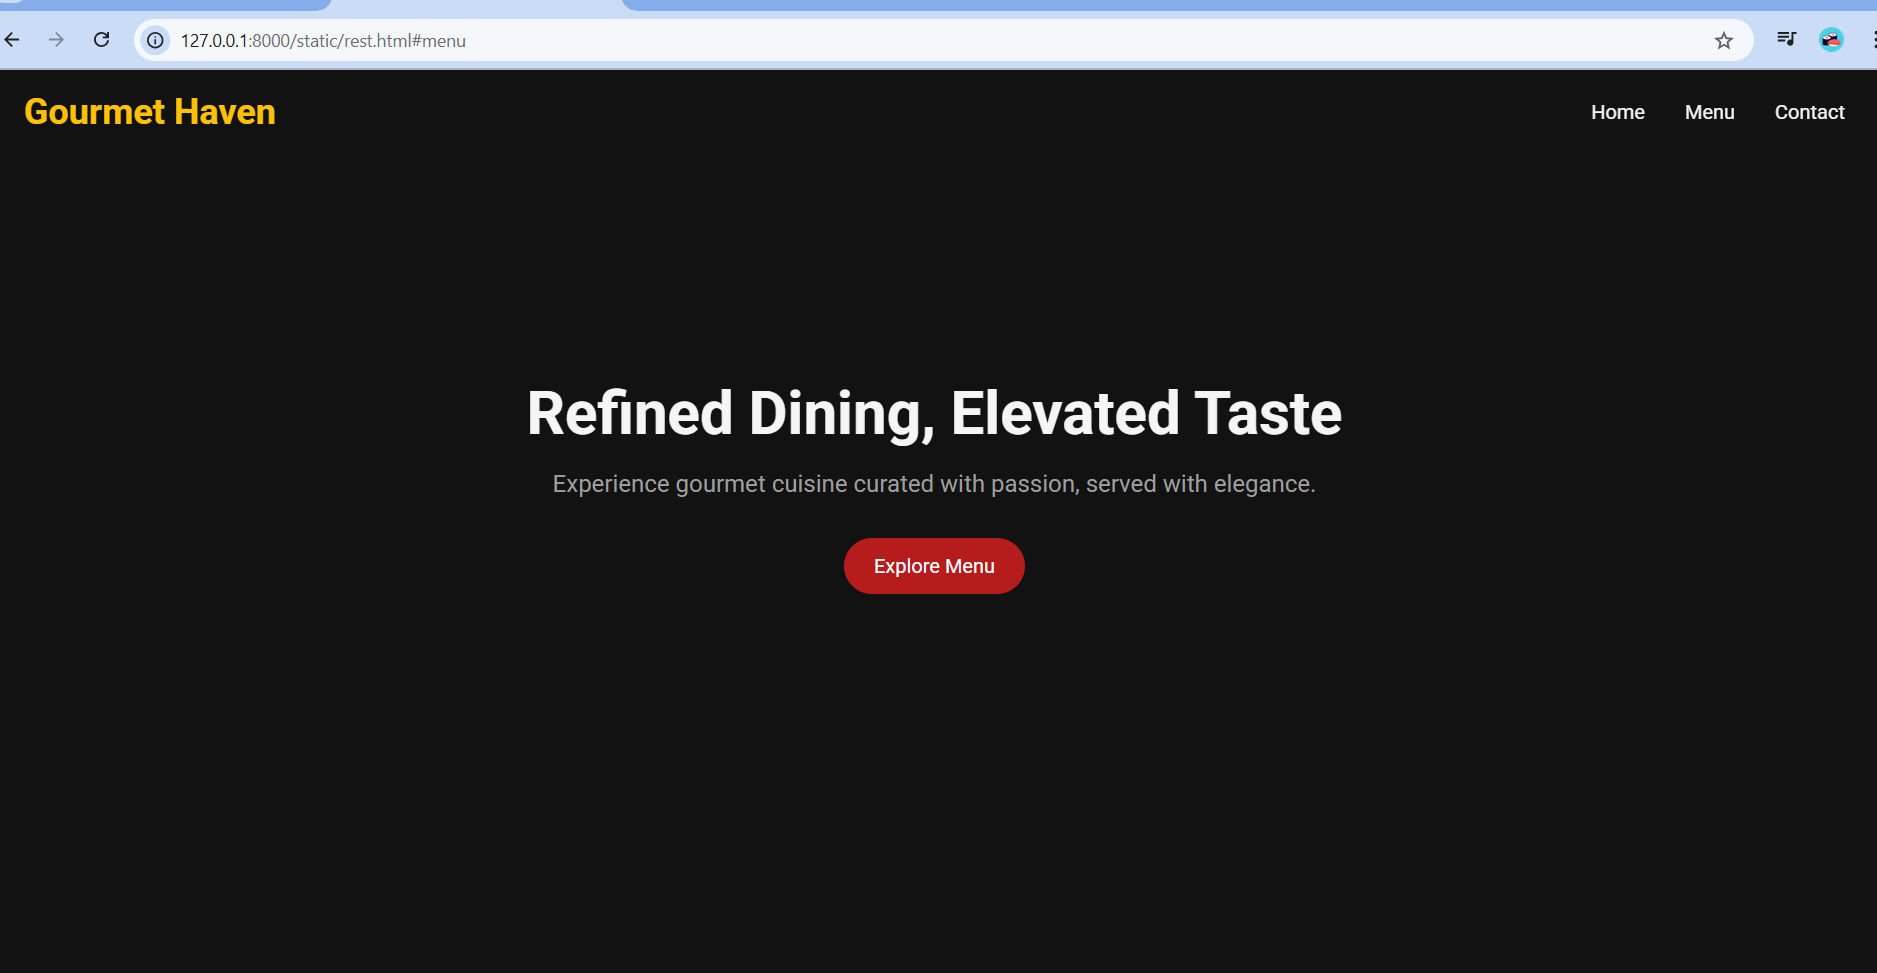 127.0.0.1:8000/static/rest.html#menu
Gourmet Haven
Home Menu Contact
Refined Dining, Elevated Taste
Experience gourmet cuisine curated with passion, served with elegance.
Explore Menu